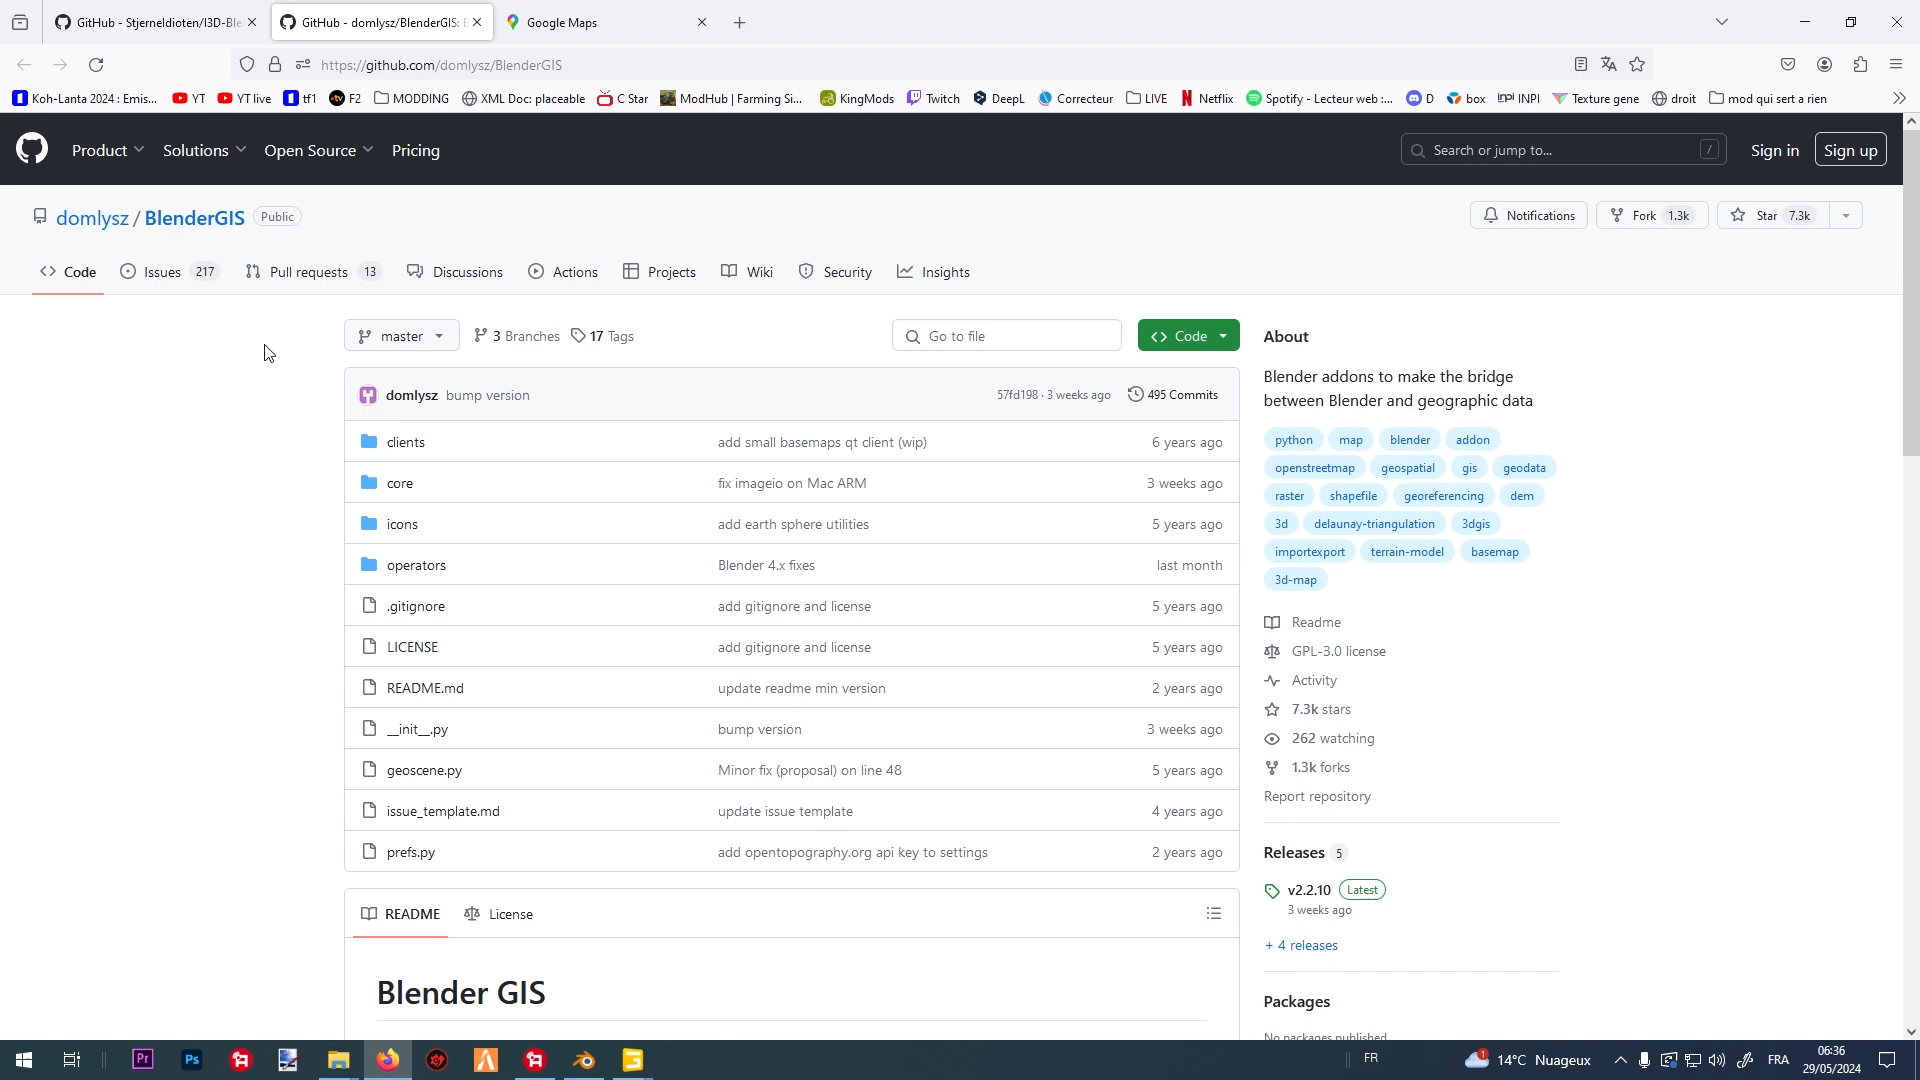 GitHub - Stjerneldioten/I3D-Ble
GitHub - domlysz/BlenderGIS: B
Google Maps
https://github.com/domlysz/BlenderGIS
Koh-Lanta 2024 : Emis...
YT
YT live
tf1
F2
MODDING
XML Doc: placeable
C Star
ModHub | Farming Si...
KingMods
Twitch
DeepL
Correcteur
LIVE
Netflix
Spotify - Lecteur web :...
D
box
inpi INPI
Texture gene
droit
mod qui sert a rien
Product
Solutions
Open Source
Pricing
Search or jump to...
/
Sign in
Sign up
domlysz / BlenderGIS
Public
Notifications
Fork 1.3k
Star 7.3k
Code
Issues 217
Pull requests 13
Discussions
Actions
Projects
Wiki
Security
Insights
master
3 Branches
17 Tags
Go to file
Code
domlysz bump version
57fd198 · 3 weeks ago
495 Commits
clients add small basemaps qt client (wip) 6 years ago
core fix imageio on Mac ARM 3 weeks ago
icons add earth sphere utilities 5 years ago
operators Blender 4.x fixes last month
.gitignore add gitignore and license 5 years ago
LICENSE add gitignore and license 5 years ago
README.md update readme min version 2 years ago
__init__.py bump version 3 weeks ago
geoscene.py Minor fix (proposal) on line 48 5 years ago
issue_template.md update issue template 4 years ago
prefs.py add opentopography.org api key to settings 2 years ago
README
License
Blender GIS
About
Blender addons to make the bridge
between Blender and geographic data
python map blender addon
openstreetmap geospatial gis geodata
raster shapefile georeferencing dem
3d delaunay-triangulation 3dgis
importexport terrain-model basemap
3d-map
Readme
GPL-3.0 license
Activity
7.3k stars
262 watching
1.3k forks
Report repository
Releases 5
v2.2.10 Latest
3 weeks ago
+ 4 releases
Packages
No packages published
Pr
Ps
FR
1
14°C Nuageux
FRA
06:36
29/05/2024